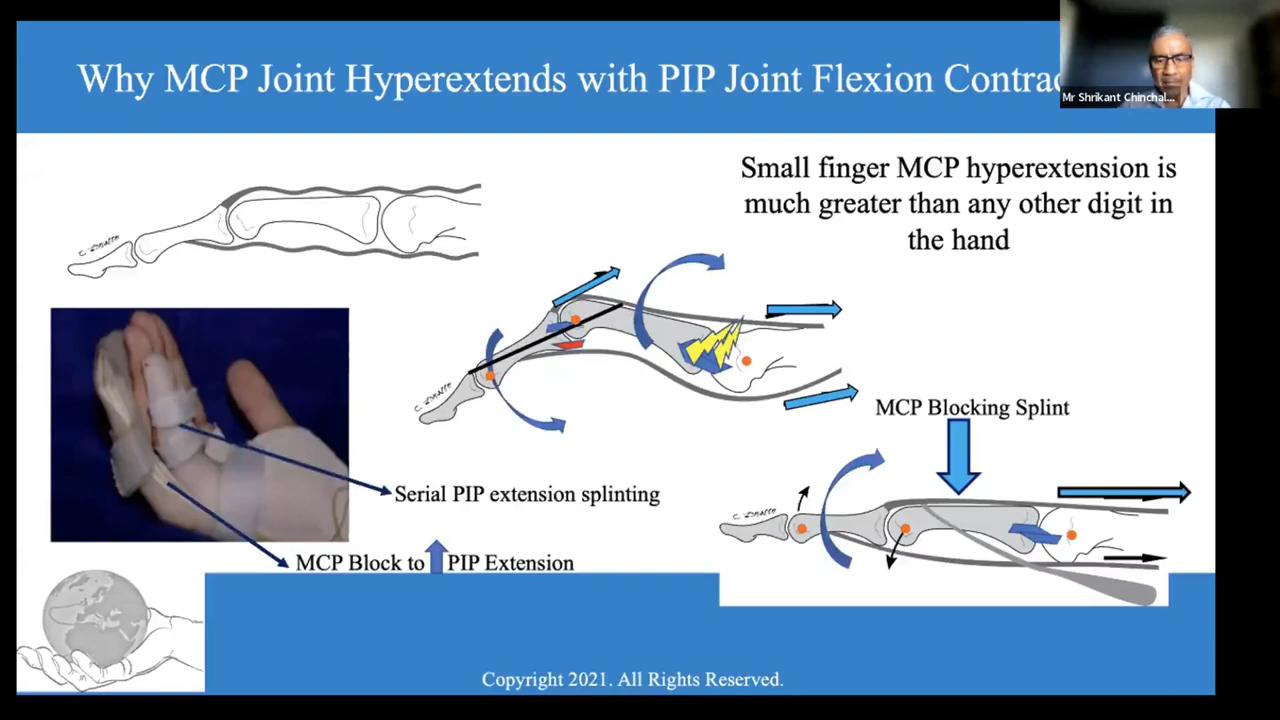 Why MCP Joint Hyperextends with PIP Joint Flexion
Mr Shrikant Chinchal...
Small finger MCP hyperextension is
much greater than any other digit in
the hand
MCP Blocking Splint
Serial PIP extension splinting
MCP Block to PIP Extension
Copyright 2021. All Rights Reserved.